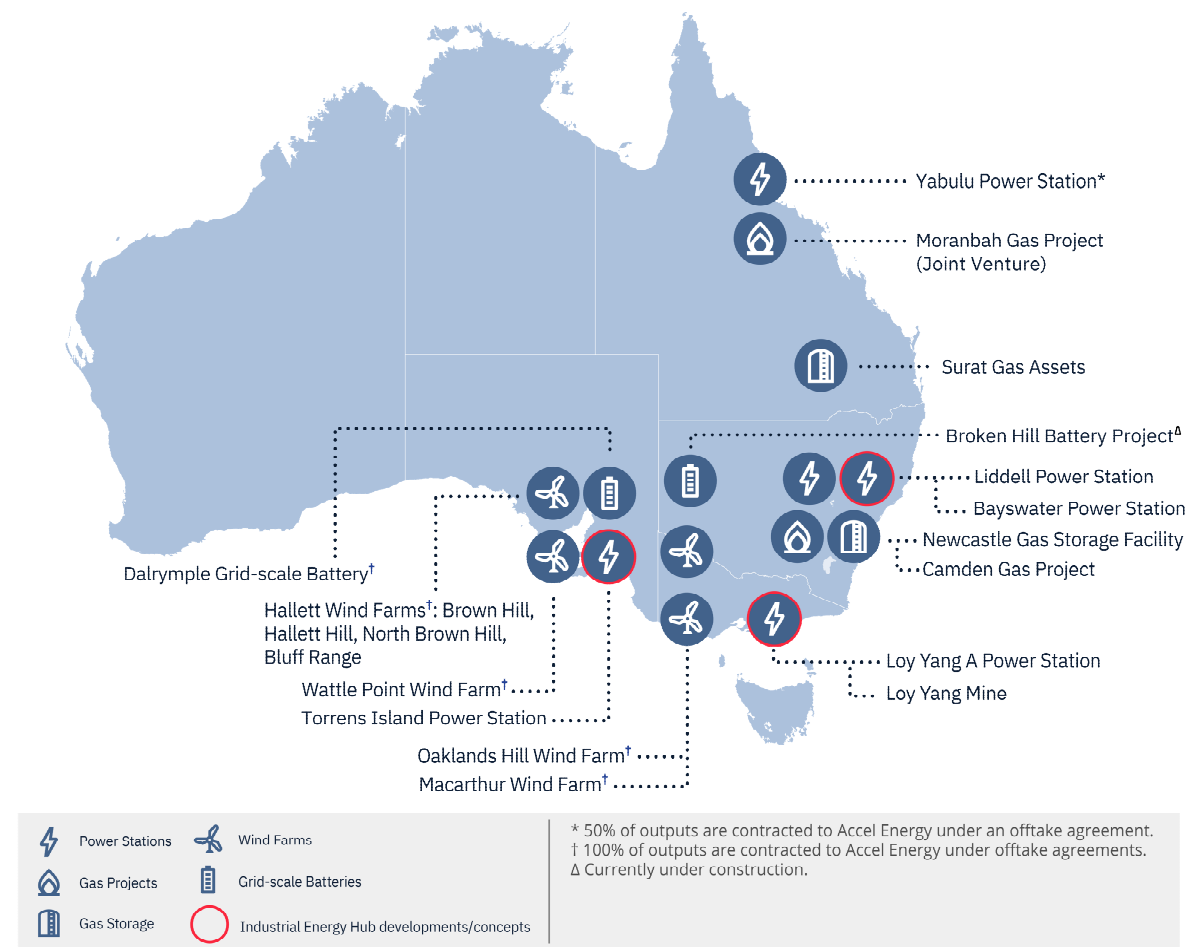 Yabulu Power Station*
Moranbah Gas Project
(Joint Venture)
Surat Gas Assets
Broken Hill Battery ProjectΔ
Liddell Power Station
Bayswater Power Station
Newcastle Gas Storage Facility
Camden Gas Project
Dalrymple Grid-scale Battery†
Hallett Wind Farms†: Brown Hill,
Hallett Hill, North Brown Hill,
Bluff Range
Loy Yang A Power Station
Wattle Point Wind Farm†
Loy Yang Mine
Torrens Island Power Station
Oaklands Hill Wind Farm†
Macarthur Wind Farm†
Power Stations
Wind Farms
Gas Projects
Grid-scale Batteries
Gas Storage
Industrial Energy Hub developments/concepts
* 50% of outputs are contracted to Accel Energy under an offtake agreement.
† 100% of outputs are contracted to Accel Energy under offtake agreements.
Δ Currently under construction.